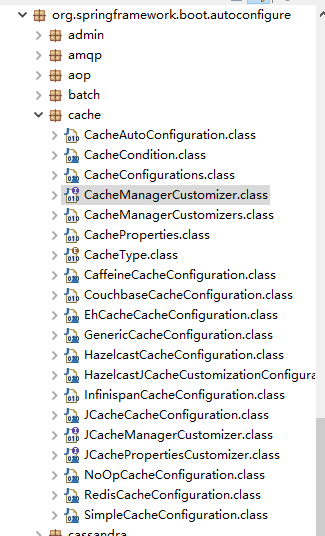 org.springframework.boot.autoconfigure
admin
amqp
aop
batch
cache
CacheAutoConfiguration.class
CacheCondition.class
CacheConfigurations.class
CacheManagerCustomizer.class
CacheManagerCustomizers.class
CacheProperties.class
CacheType.class
CaffeineCacheConfiguration.class
CouchbaseCacheConfiguration.class
EhCacheCacheConfiguration.class
GenericCacheConfiguration.class
HazelcastCacheConfiguration.class
HazelcastJCacheCustomizationConfigura
InfinispanCacheConfiguration.class
JCacheCacheConfiguration.class
JCacheManagerCustomizer.class
JCachePropertiesCustomizer.class
NoOpCacheConfiguration.class
RedisCacheConfiguration.class
SimpleCacheConfiguration.class
cassandra